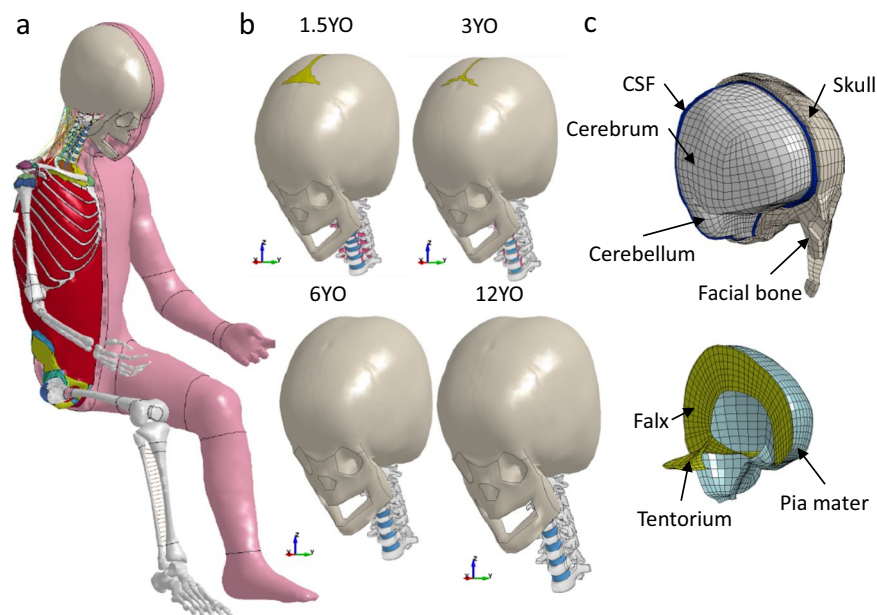 a
b
1.5YO
3YO
Z
X
Y
Z
X
Y
6YO
12YO
Z
X
Y
Z
X
Y
c
CSF
Skull
Cerebrum
Cerebellum
Facial bone
Falx
Tentorium
Pia mater